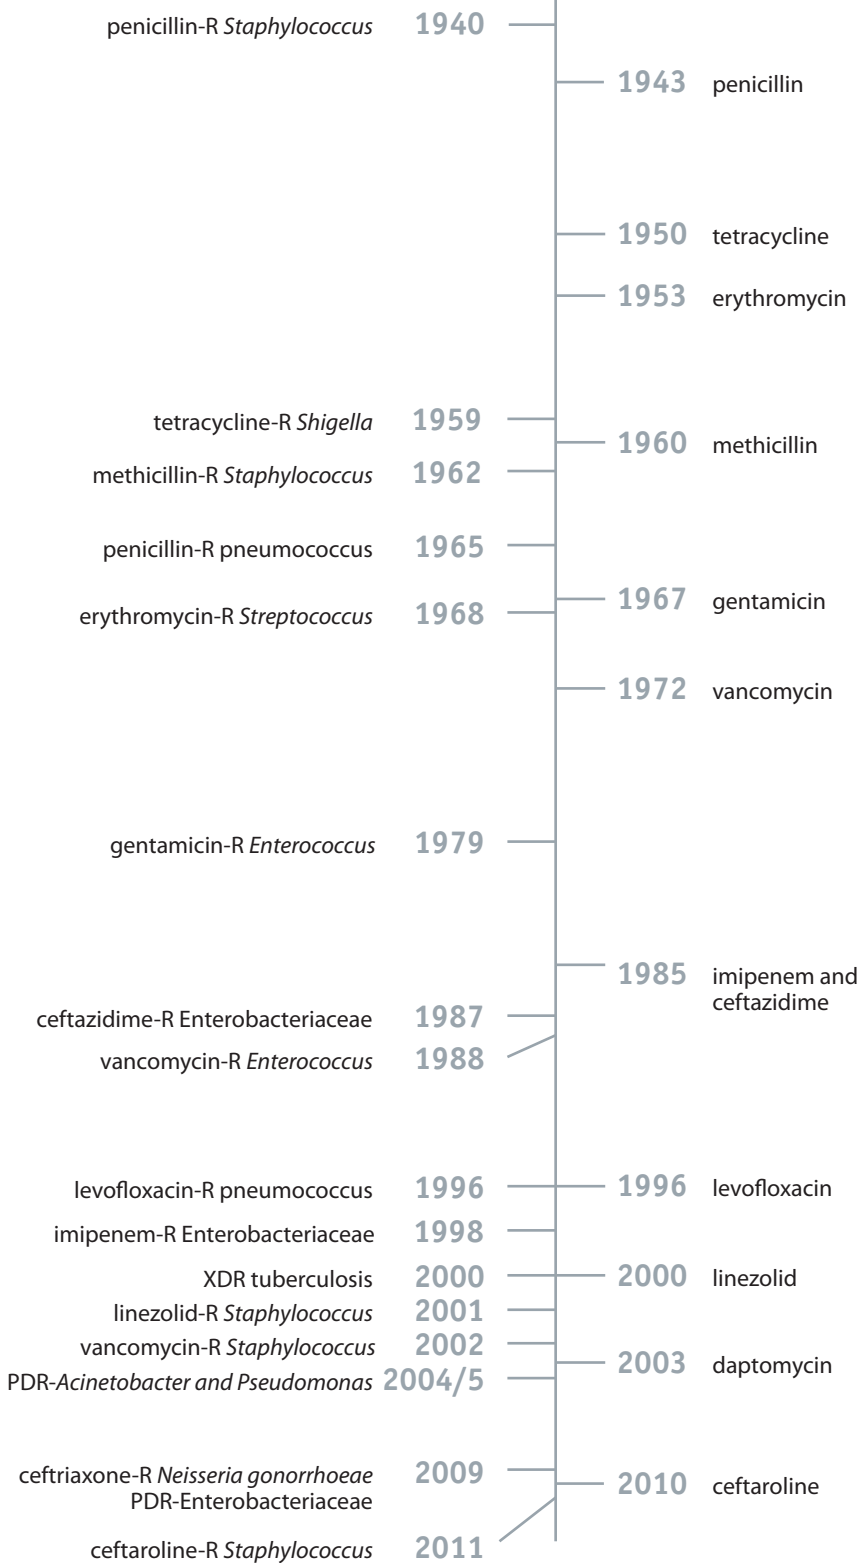 penicillin-R Staphylococcus 1940
1943 penicillin
1950 tetracycline
1953 erythromycin
tetracycline-R Shigella 1959
1960 methicillin
methicillin-R Staphylococcus 1962
penicillin-R pneumococcus 1965
1967 gentamicin
erythromycin-R Streptococcus 1968
1972 vancomycin
gentamicin-R Enterococcus 1979
1985 imipenem and
ceftazidime
ceftazidime-R Enterobacteriaceae 1987
vancomycin-R Enterococcus 1988
levofloxacin-R pneumococcus 1996
1996 levofloxacin
imipenem-R Enterobacteriaceae 1998
XDR tuberculosis 2000
2000 linezolid
linezolid-R Staphylococcus 2001
vancomycin-R Staphylococcus 2002
2003 daptomycin
PDR-Acinetobacter and Pseudomonas 2004/5
ceftriaxone-R Neisseria gonorrhoeae 2009
PDR-Enterobacteriaceae
2010 ceftaroline
ceftaroline-R Staphylococcus 2011